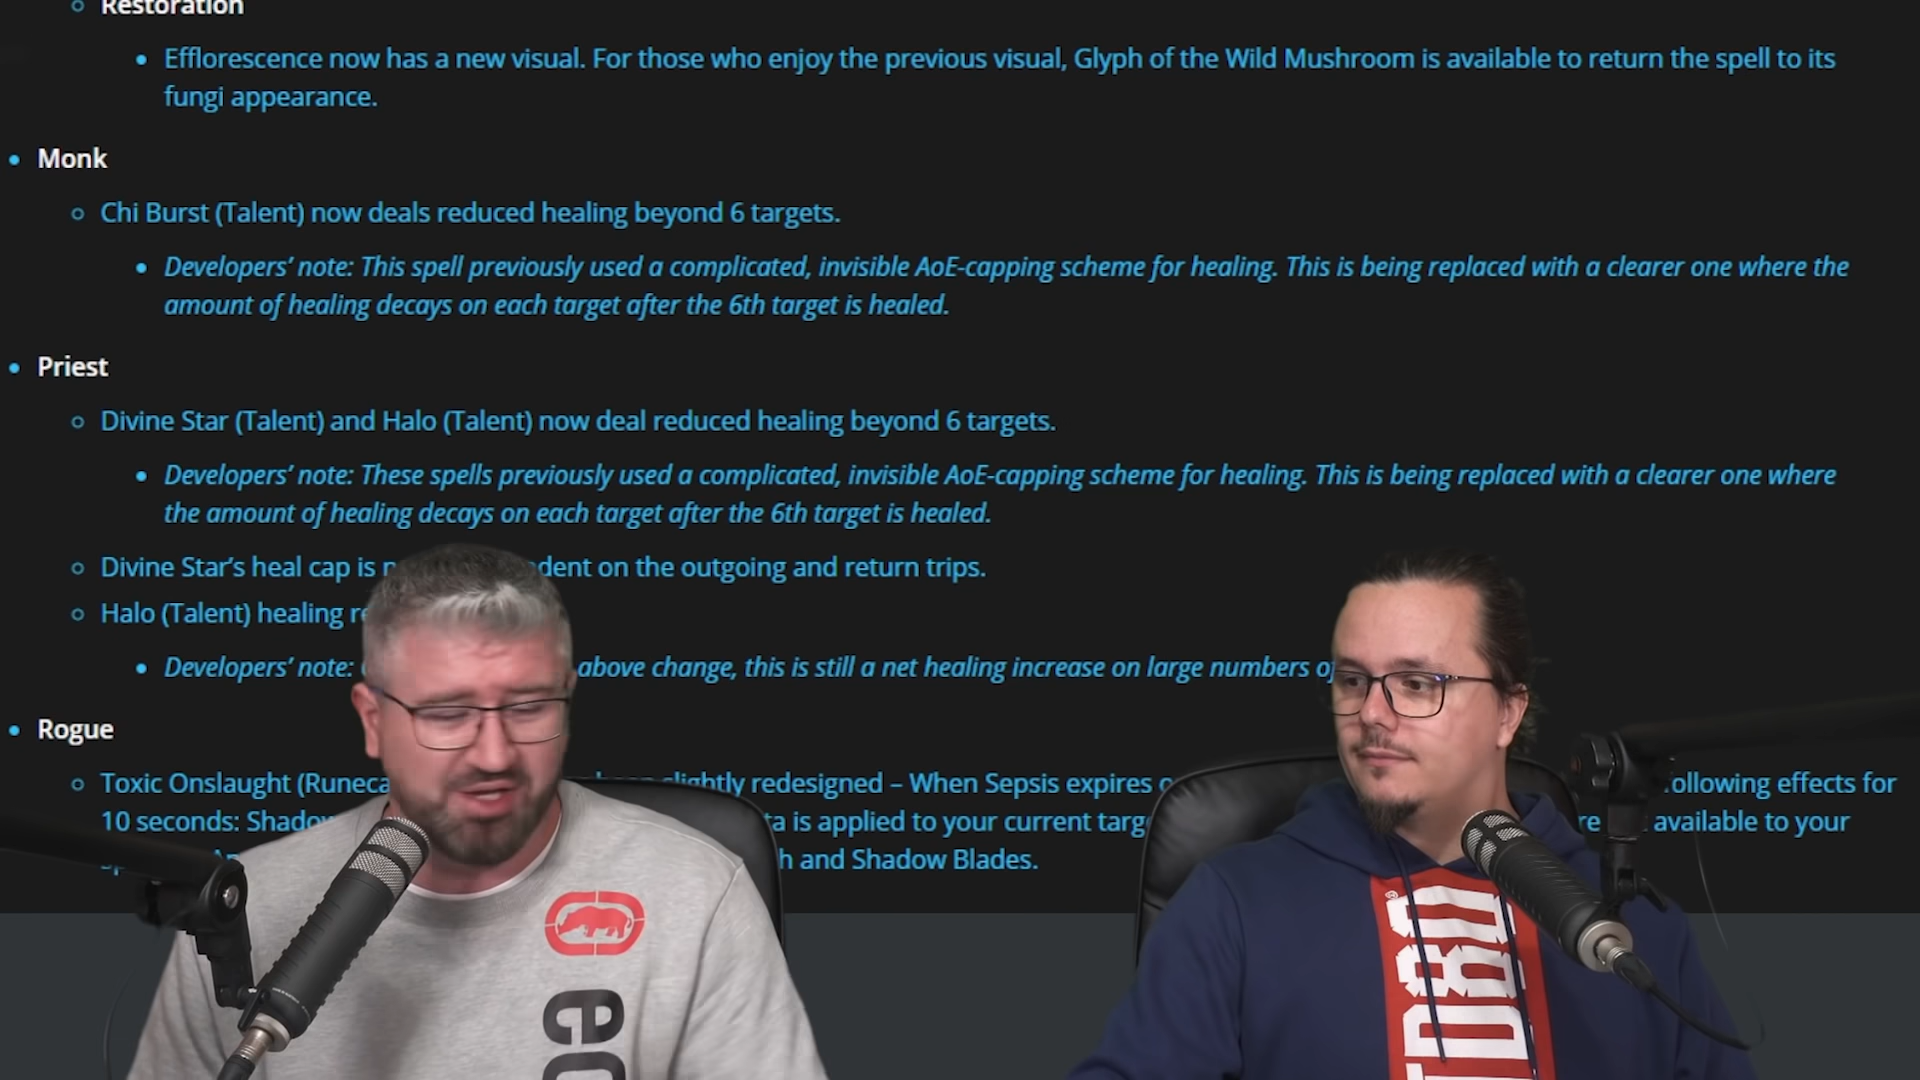 Restoration
Efflorescence now has a new visual. For those who enjoy the previous visual, Glyph of the Wild Mushroom is available to return the spell to its
fungi appearance.
Monk
Chi Burst (Talent) now deals reduced healing beyond 6 targets.
Developers’ note: This spell previously used a complicated, invisible AoE-capping scheme for healing. This is being replaced with a clearer one where the
amount of healing decays on each target after the 6th target is healed.
Priest
Divine Star (Talent) and Halo (Talent) now deal reduced healing beyond 6 targets.
Developers’ note: These spells previously used a complicated, invisible AoE-capping scheme for healing. This is being replaced with a clearer one where
the amount of healing decays on each target after the 6th target is healed.
Divine Star’s heal cap is on the outgoing and return trips.
Halo (Talent) healing
Developers’ note: above change, this is still a net healing increase on large numbers
Rogue
Toxic Onslaught slightly redesigned – When Sepsis expires following effects for
10 seconds: is applied to your current available to your
and Shadow Blades.